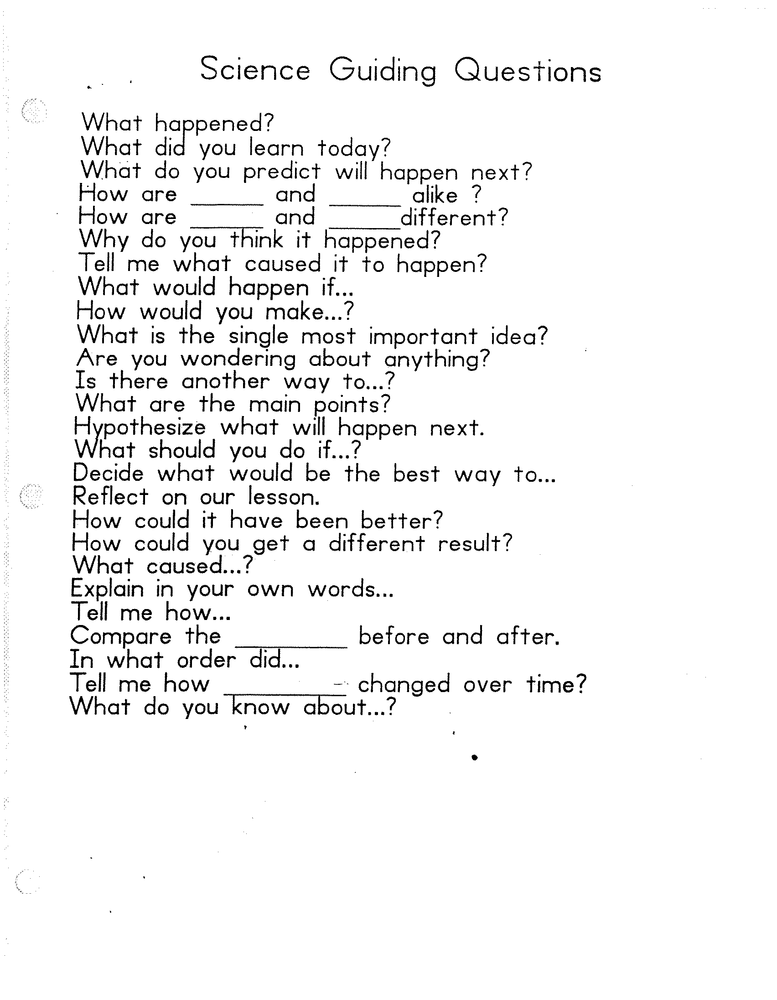 Science Guiding Questions
What happened?
What did you learn today?
What do you predict will happen next?
How are ______ and ______ alike ?
How are ______ and ______different?
Why do you think it happened?
Tell me what caused it to happen?
What would happen if...
How would you make...?
What is the single most important idea?
Are you wondering about anything?
Is there another way to...?
What are the main points?
Hypothesize what will happen next.
What should you do if...?
Decide what would be the best way to...
Reflect on our lesson.
How could it have been better?
How could you get a different result?
What caused...?
Explain in your own words...
Tell me how...
Compare the _________ before and after.
In what order did...
Tell me how __________ changed over time?
What do you know about...?